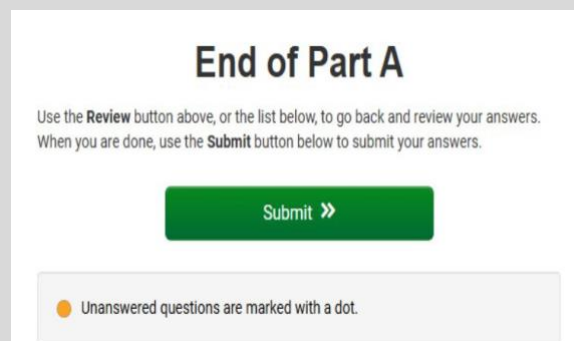 End of Part A
Use the Review button above, or the list below, to go back and review your answers.
When you are done, use the Submit button below to submit your answers.
Submit »
Unanswered questions are marked with a dot.